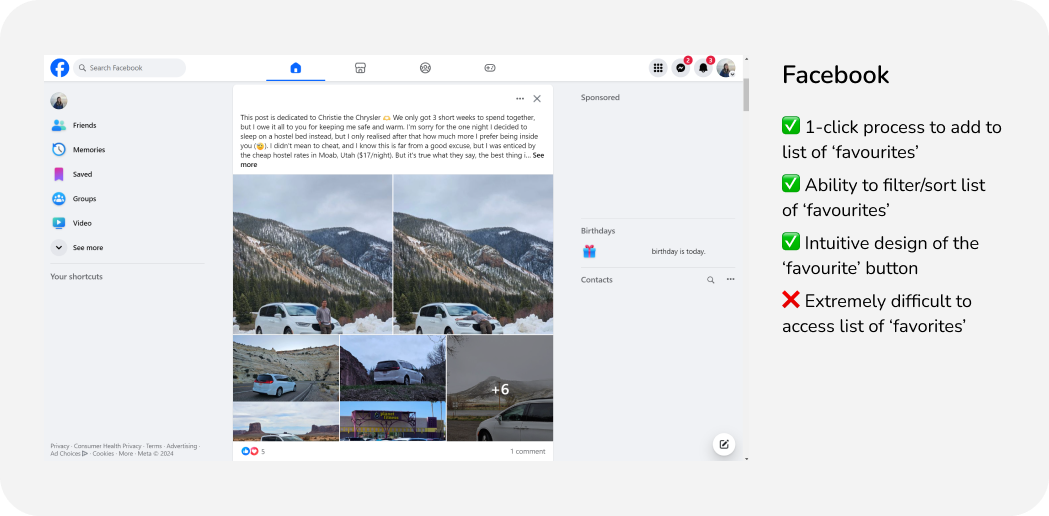 Search Facebook
2
3
Friends
Memories
Saved
Groups
Video
See more
Your shortcuts
Privacy · Consumer Health Privacy · Terms · Advertising ·
Ad Choices · Cookies · More · Meta © 2024
This post is dedicated to Christie the Chrysler 🫶 We only got 3 short weeks to spend together,
but I owe it all to you for keeping me safe and warm. I'm sorry for the one night I decided to
sleep on a hostel bed instead, but I only realised after that how much more I prefer being inside
you (🥹). I didn't mean to cheat, and I know this is far from a good excuse, but I was enticed by
the cheap hostel rates in Moab, Utah ($17/night). But it's true what they say, the best thing i... See
more
+6
5
1 comment
Sponsored
Birthdays
birthday is today.
Contacts
Facebook
✅ 1-click process to add to
list of ‘favourites’
✅ Ability to filter/sort list
of ‘favourites’
✅ Intuitive design of the
‘favourite’ button
❌ Extremely difficult to
access list of ‘favorites’